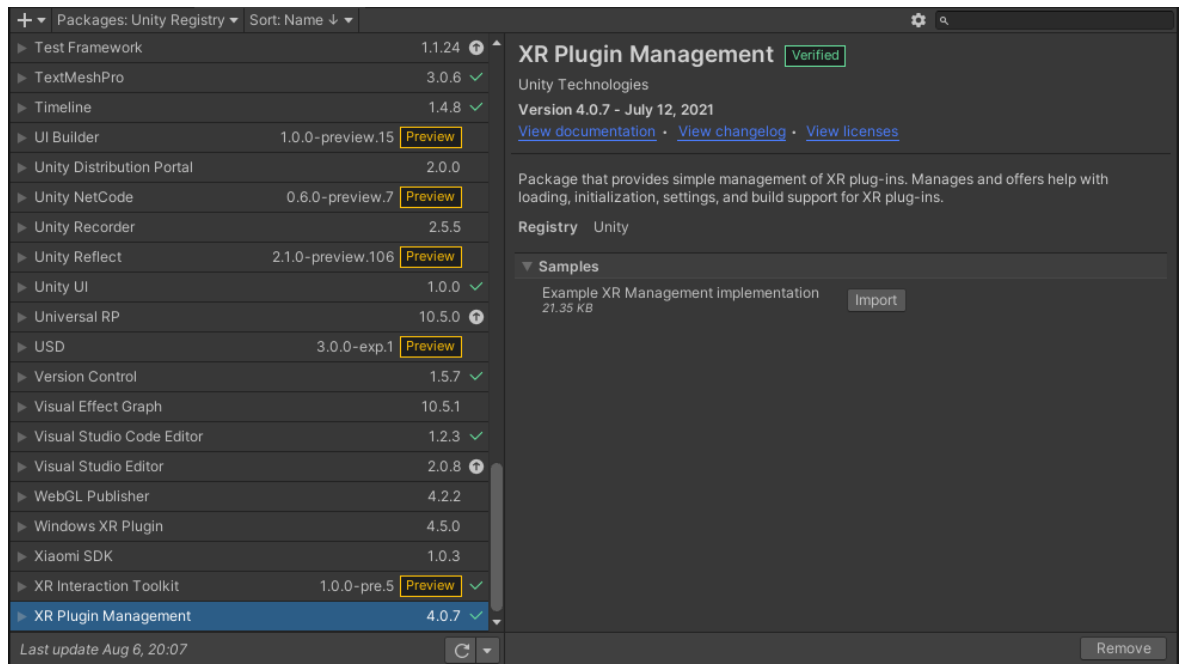 Packages: Unity Registry Sort: Name
Test Framework 1.1.24
TextMeshPro 3.0.6
Timeline 1.4.8
UI Builder 1.0.0-preview.15 Preview
Unity Distribution Portal 2.0.0
Unity NetCode 0.6.0-preview.7 Preview
Unity Recorder 2.5.5
Unity Reflect 2.1.0-preview.106 Preview
Unity UI 1.0.0
Universal RP 10.5.0
USD 3.0.0-exp.1 Preview
Version Control 1.5.7
Visual Effect Graph 10.5.1
Visual Studio Code Editor 1.2.3
Visual Studio Editor 2.0.8
WebGL Publisher 4.2.2
Windows XR Plugin 4.5.0
Xiaomi SDK 1.0.3
XR Interaction Toolkit 1.0.0-pre.5 Preview
XR Plugin Management 4.0.7
Last update Aug 6, 20:07
XR Plugin Management Verified
Unity Technologies
Version 4.0.7 - July 12, 2021
View documentation • View changelog • View licenses
Package that provides simple management of XR plug-ins. Manages and offers help with
loading, initialization, settings, and build support for XR plug-ins.
Registry Unity
Samples
Example XR Management implementation Import
21.35 KB
Remove